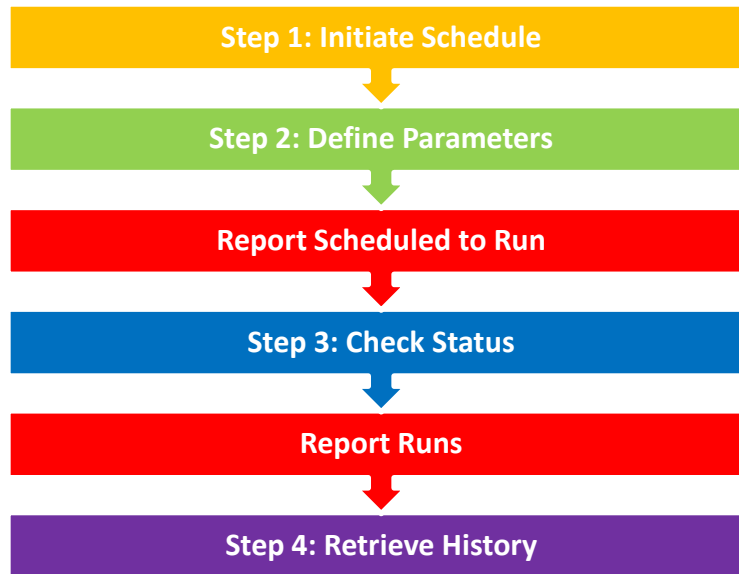 Step 1: Initiate Schedule
Step 2: Define Parameters
Report Scheduled to Run
Step 3: Check Status
Report Runs
Step 4: Retrieve History